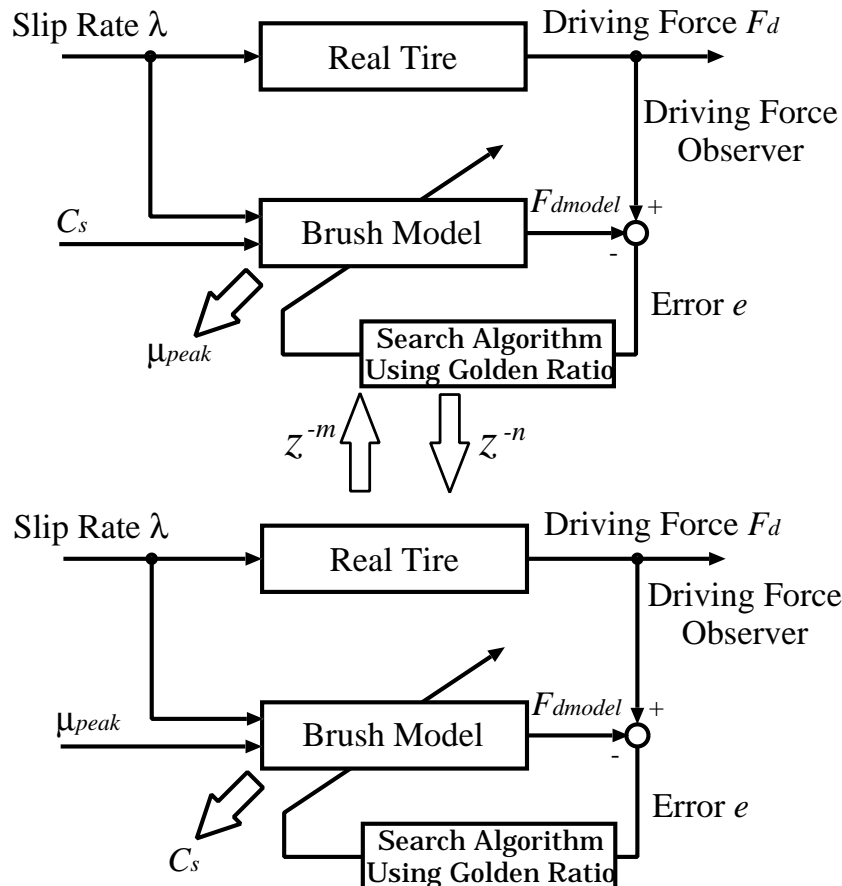 Slip Rate λ
Driving Force Fd
Real Tire
Driving Force
Observer
Cs
Brush Model
Fdmodel
+
-
Error e
μpeak
Search Algorithm
Using Golden Ratio
z-m
z-n
Slip Rate λ
Driving Force Fd
Real Tire
Driving Force
Observer
μpeak
Brush Model
Fdmodel
+
-
Error e
Cs
Search Algorithm
Using Golden Ratio